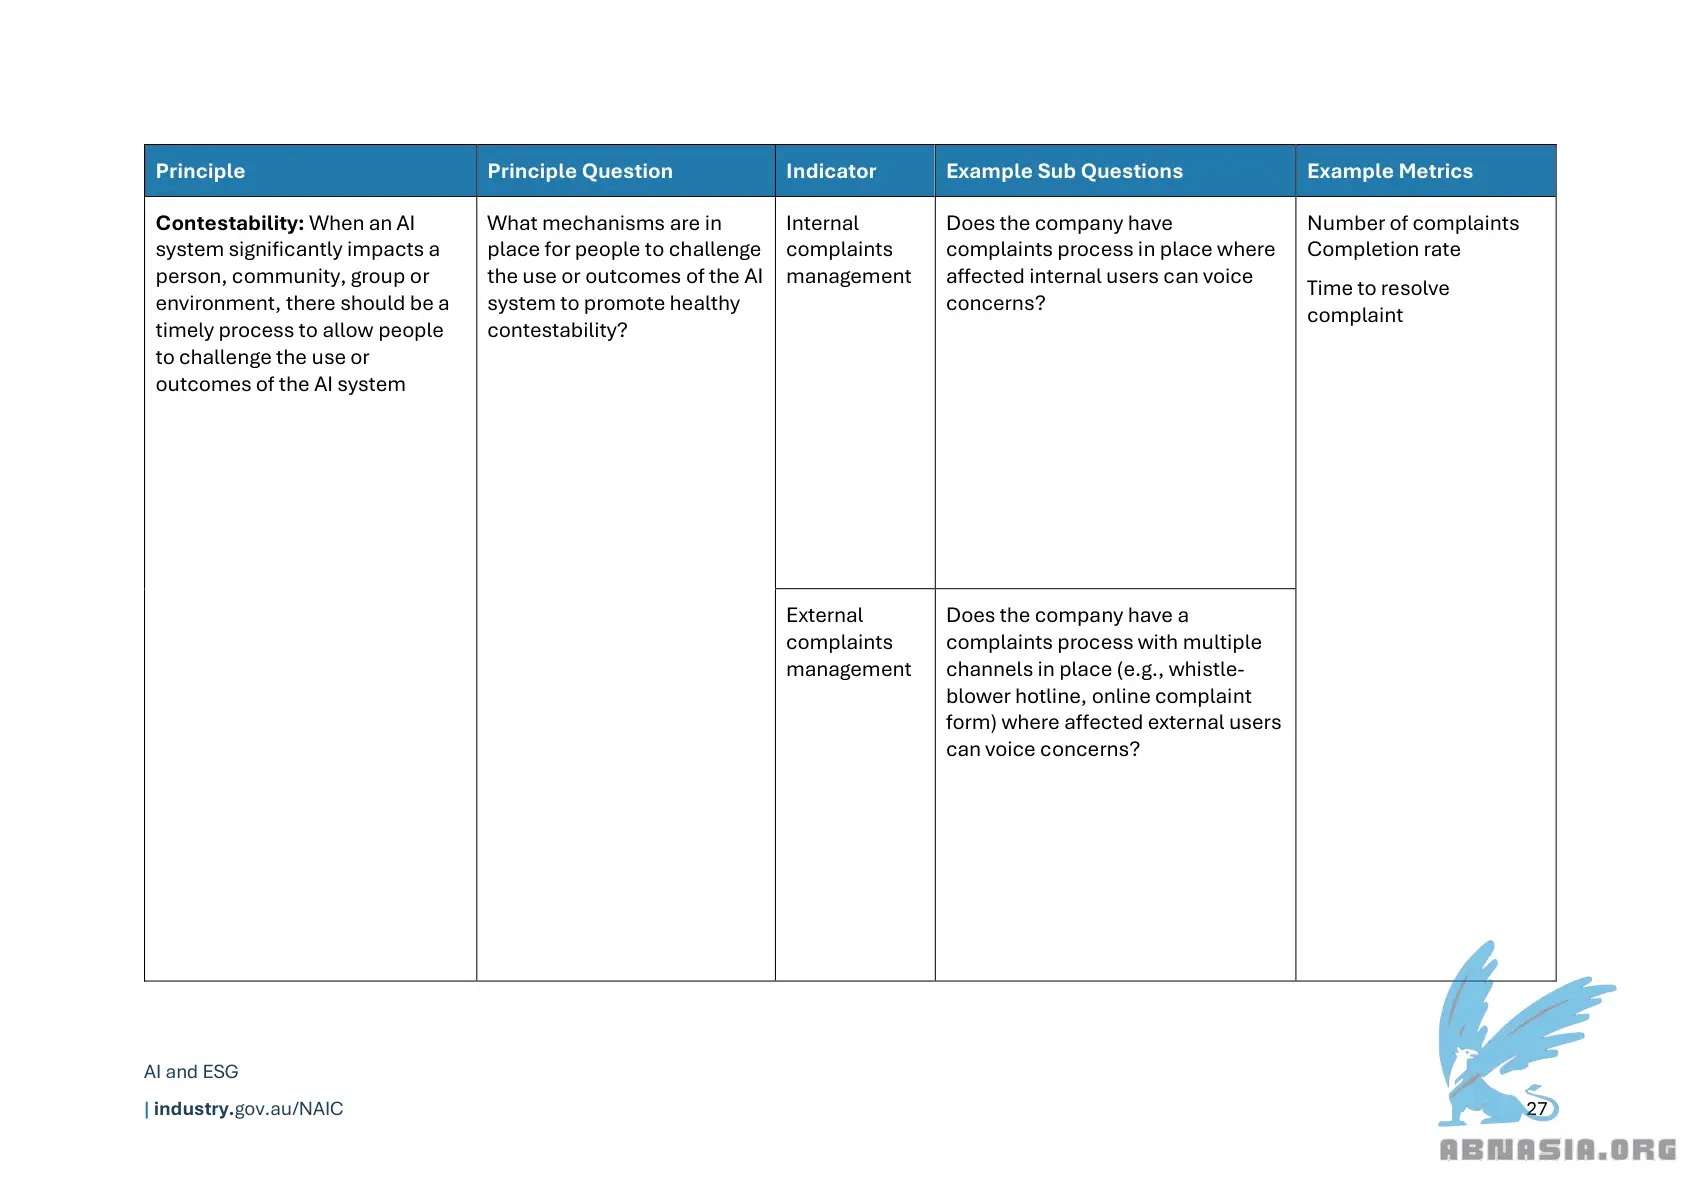 Principle
Principle Question
Indicator
Example Sub Questions
Example Metrics
Contestability: When an AI
system significantly impacts a
person, community, group or
environment, there should be a
timely process to allow people
to challenge the use or
outcomes of the AI system
What mechanisms are in
place for people to challenge
the use or outcomes of the AI
system to promote healthy
contestability?
Internal
complaints
management
Does the company have
complaints process in place where
affected internal users can voice
concerns?
Number of complaints
Completion rate
Time to resolve
complaint
External
complaints
management
Does the company have a
complaints process with multiple
channels in place (e.g., whistle-
blower hotline, online complaint
form) where affected external users
can voice concerns?
AI and ESG
| industry.gov.au/NAIC
27
ABNASIA.ORG